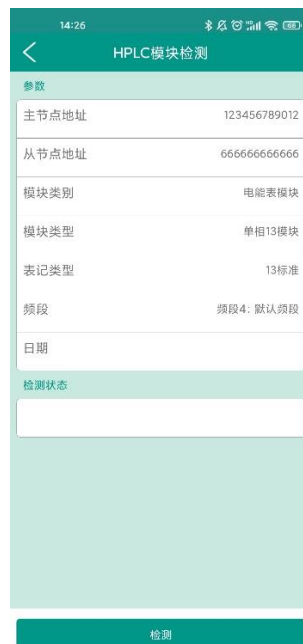 14:26
HPLC模块检测
参数
主节点地址 123456789012
从节点地址 666666666666
模块类别 电能表模块
模块类型 单相13模块
表记类型 13标准
频段 频段4: 默认频段
日期
检测状态
检测